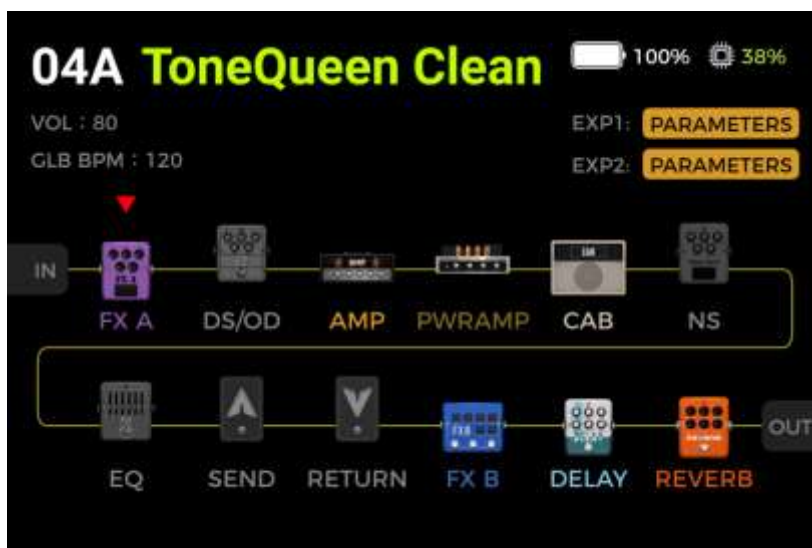 04A ToneQueen Clean 100% 38%
VOL : 80
EXP1: PARAMETERS
GLB BPM : 120
EXP2: PARAMETERS
IN
FX A DS/OD AMP PWRAMP CAB NS
OUT
EQ SEND RETURN FX B DELAY REVERB